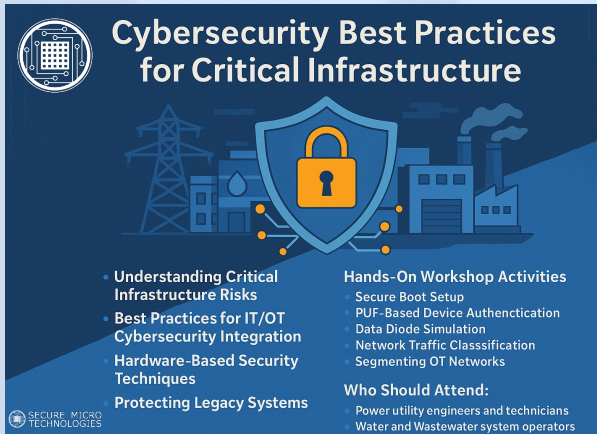 Cybersecurity Best Practices
for Critical Infrastructure
Understanding Critical
Infrastructure Risks
Best Practices for IT/OT
Cybersecurity Integration
Hardware-Based Security
Techniques
Protecting Legacy Systems
Hands-On Workshop Activities
Secure Boot Setup
PUF-Based Device Authenctication
Data Diode Simulation
Network Traffic Classsification
Segmenting OT Networks
Who Should Attend:
Power utility engineers and technicians
Water and Wastewater system operators
SECURE MICRO
TECHNOLOGIES